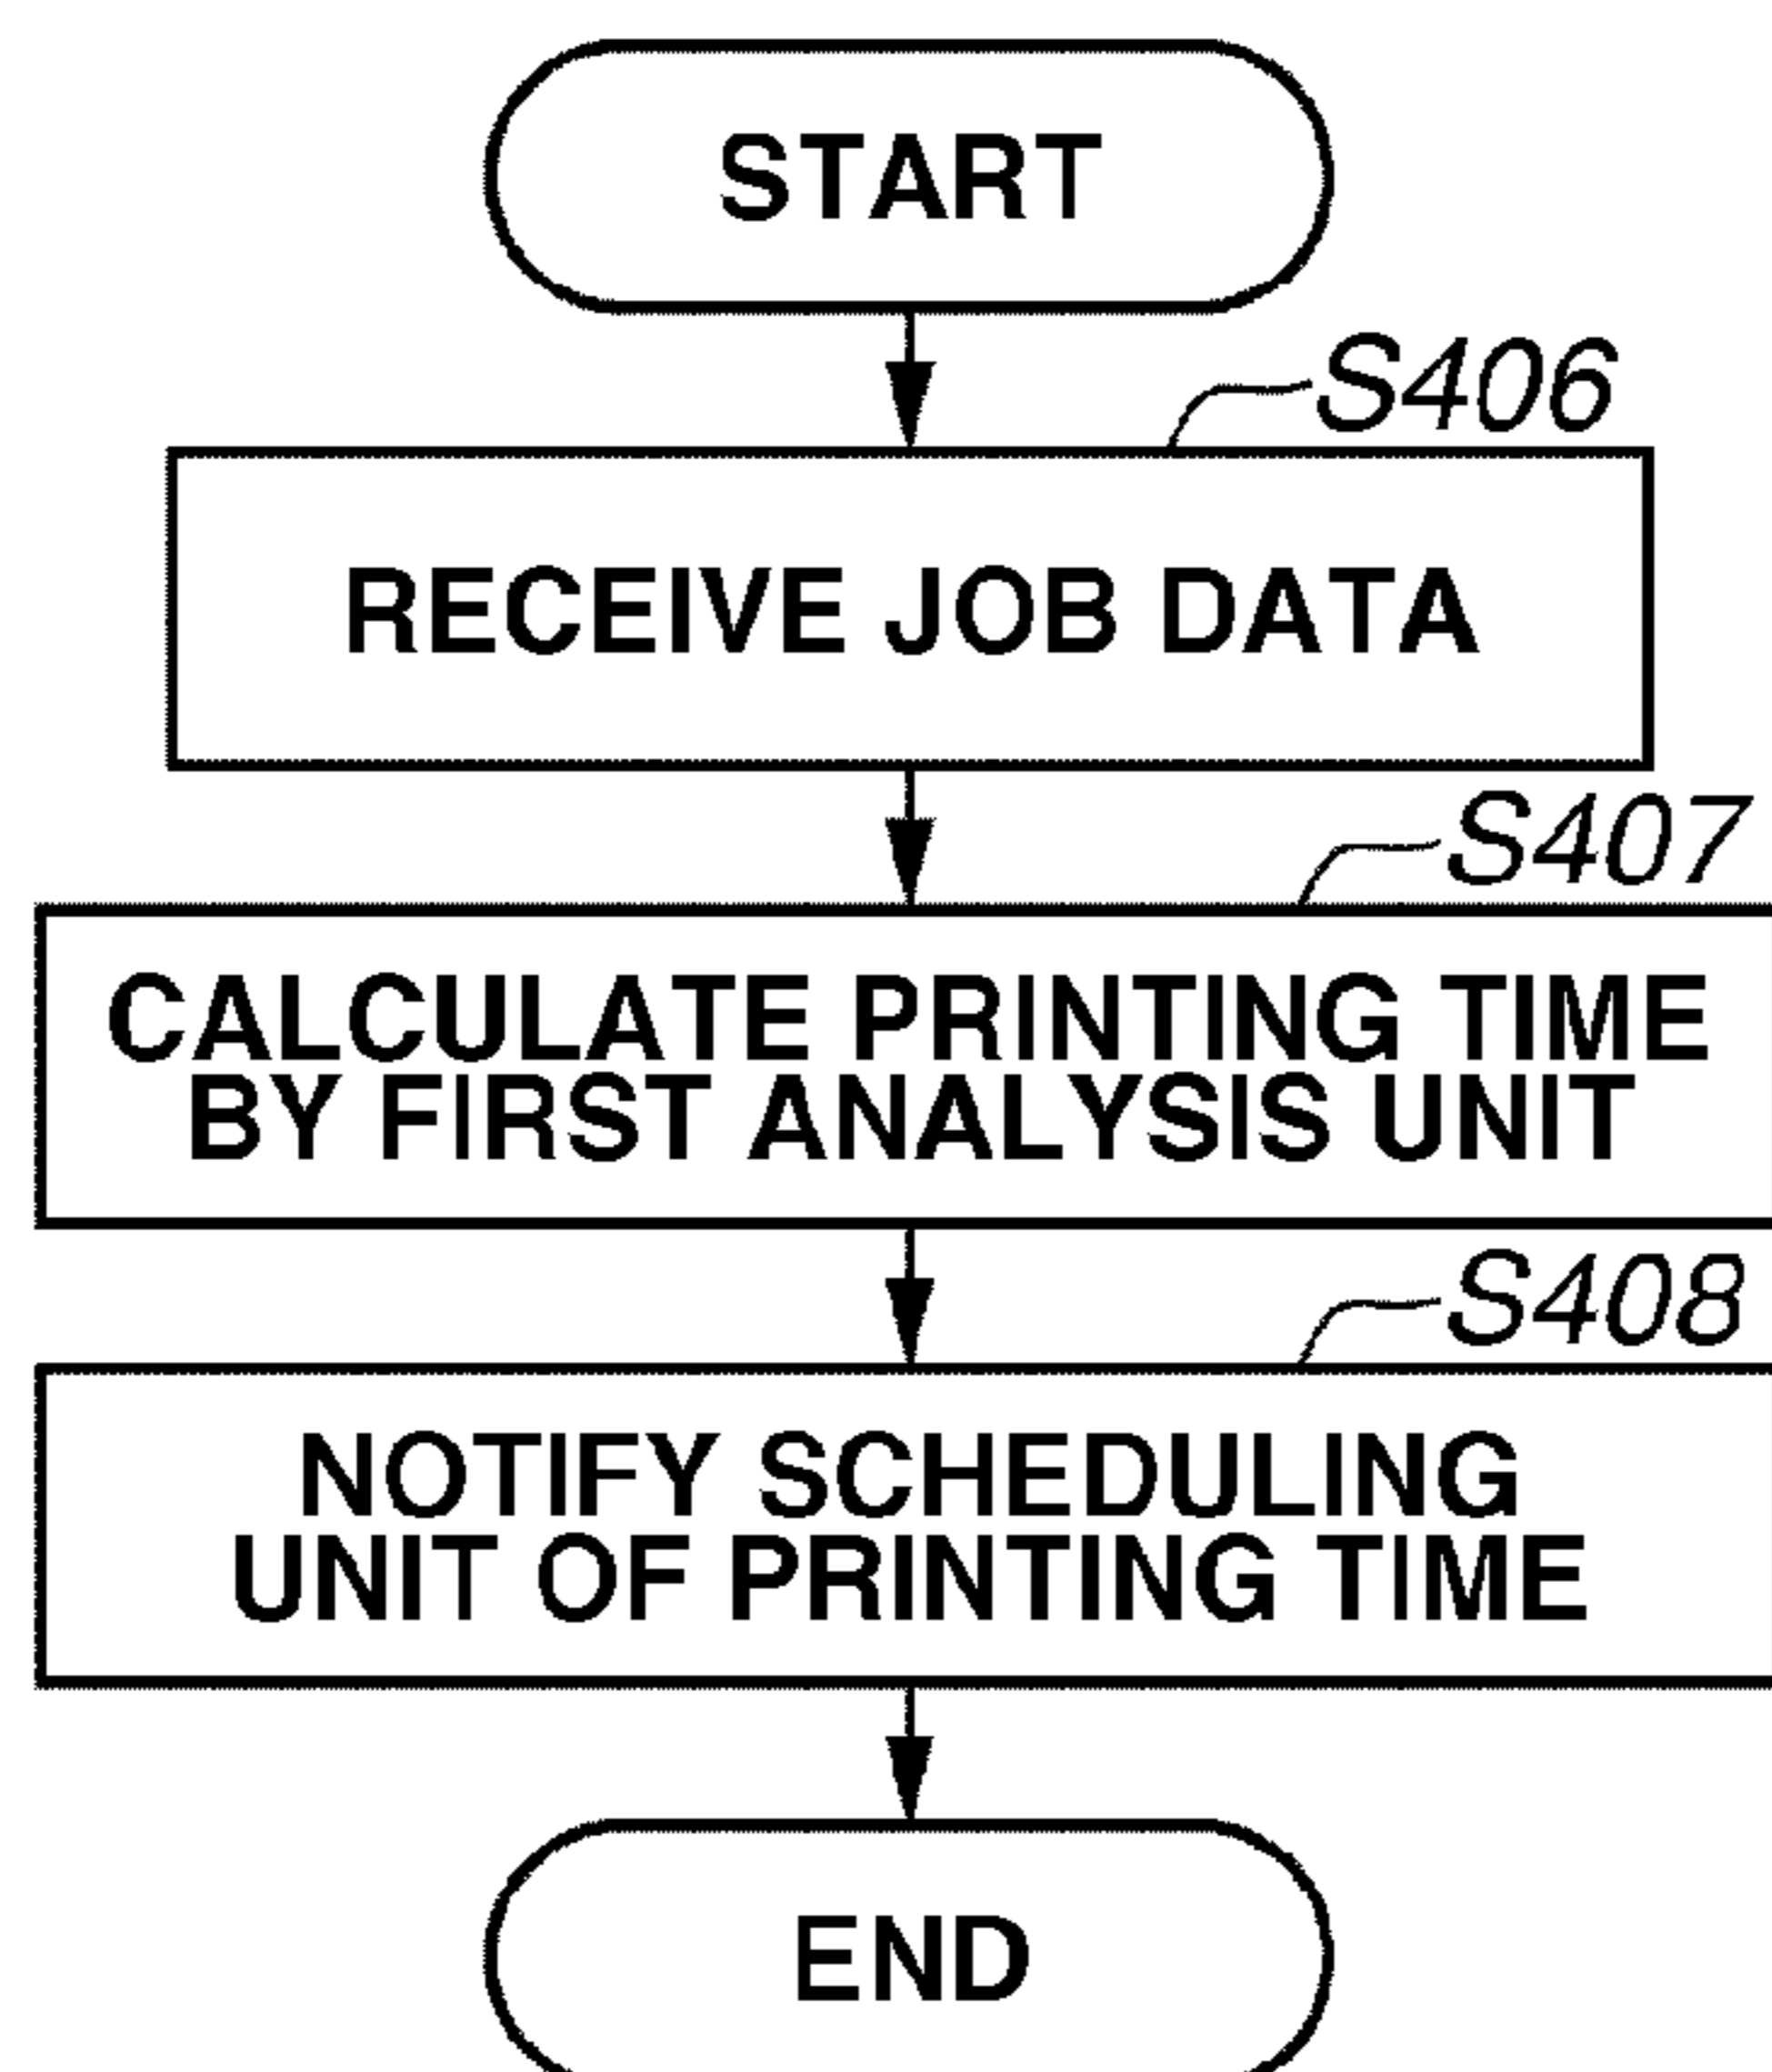 START
S406
RECEIVE JOB DATA
S407
CALCULATE PRINTING TIME
BY FIRST ANALYSIS UNIT
S408
NOTIFY SCHEDULING
UNIT OF PRINTING TIME
END